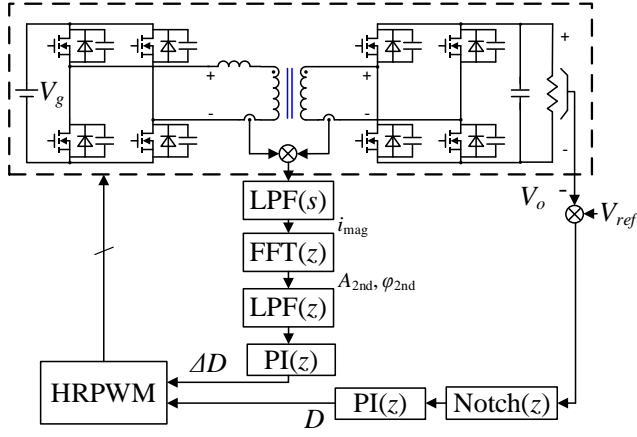 +
+
+
V_g
-
-
-
LPF(s)
V_o
-
V_ref
i_mag
FFT(z)
A_2nd, φ_2nd
LPF(z)
PI(z)
ΔD
HRPWM
D
PI(z)
Notch(z)